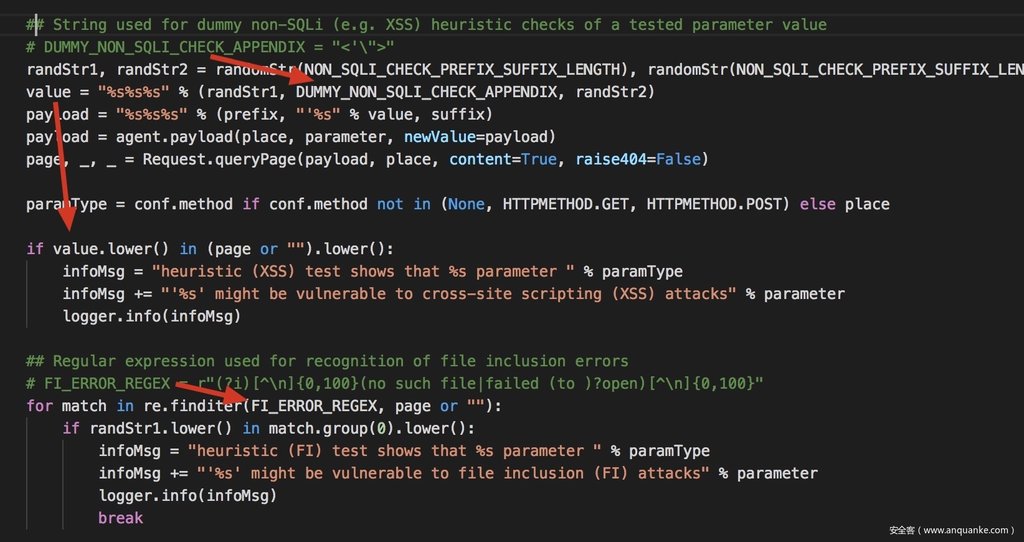 ## String used for dummy non-SQLi (e.g. XSS) heuristic checks of a tested parameter value
# DUMMY_NON_SQLI_CHECK_APPENDIX = "<'\">"
randStr1, randStr2 = randomStr(NON_SQLI_CHECK_PREFIX_SUFFIX_LENGTH), randomStr(NON_SQLI_CHECK_PREFIX_SUFFIX_LEN
value = "%s%s%s" % (randStr1, DUMMY_NON_SQLI_CHECK_APPENDIX, randStr2)
payload = "%s%s%s" % (prefix, "'%s" % value, suffix)
payload = agent.payload(place, parameter, newValue=payload)
page, _, _ = Request.queryPage(payload, place, content=True, raise404=False)
paramType = conf.method if conf.method not in (None, HTTPMETHOD.GET, HTTPMETHOD.POST) else place
if value.lower() in (page or "").lower():
    infoMsg = "heuristic (XSS) test shows that %s parameter " % paramType
    infoMsg += "'%s' might be vulnerable to cross-site scripting (XSS) attacks" % parameter
    logger.info(infoMsg)
## Regular expression used for recognition of file inclusion errors
# FI_ERROR_REGEX = r"(?i)[^\n]{0,100}(no such file|failed (to )?open)[^\n]{0,100}"
for match in re.finditer(FI_ERROR_REGEX, page or ""):
    if randStr1.lower() in match.group(0).lower():
        infoMsg = "heuristic (FI) test shows that %s parameter " % paramType
        infoMsg += "'%s' might be vulnerable to file inclusion (FI) attacks" % parameter
        logger.info(infoMsg)
        break
安全客（www.anquanke.com）